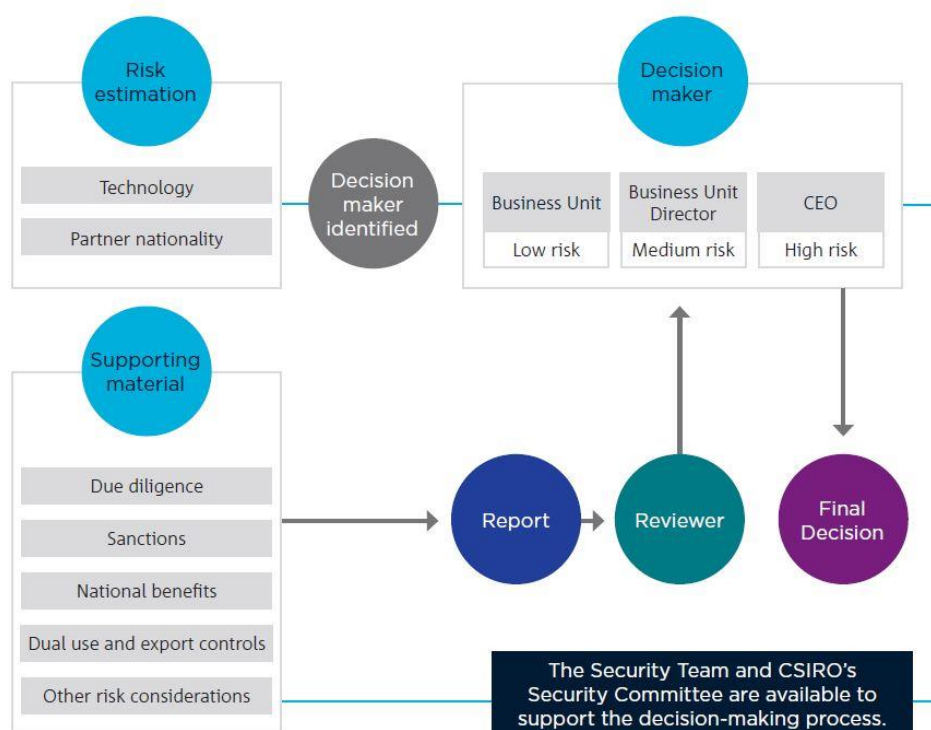 Risk
estimation
Technology
Partner nationality
Decision
maker
identified
Decision
maker
Business Unit
Low risk
Business Unit
Director
Medium risk
CEO
High risk
Supporting
material
Due diligence
Sanctions
National benefits
Dual use and export controls
Other risk considerations
Report
Reviewer
Final
Decision
The Security Team and CSIRO’s
Security Committee are available to
support the decision-making process.